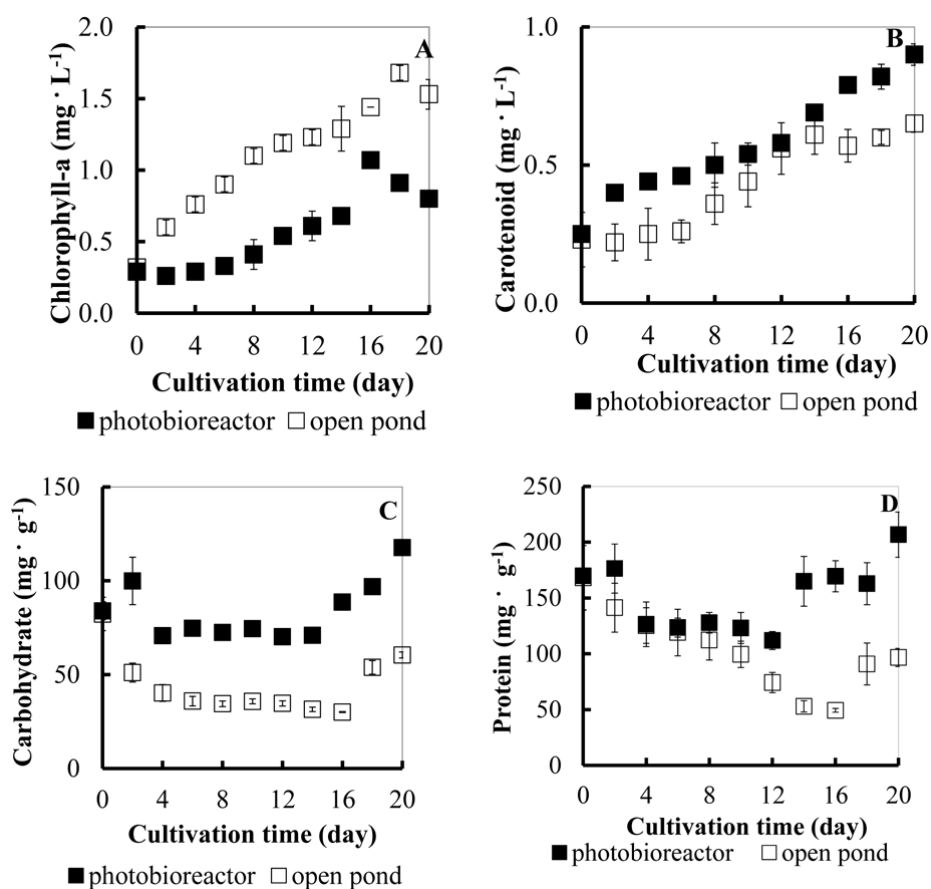 A
Chlorophyll-a (mg · L-1)
2.0
1.5
1.0
0.5
0.0
0 4 8 12 16 20
Cultivation time (day)
■ photobioreactor □ open pond
B
Carotenoid (mg · L-1)
1.0
0.5
0.0
0 4 8 12 16 20
Cultivation time (day)
■ photobioreactor □ open pond
C
Carbohydrate (mg · g-1)
150
100
50
0
0 4 8 12 16 20
Cultivation time (day)
■ photobioreactor □ open pond
D
Protein (mg · g-1)
250
200
150
100
50
0
0 4 8 12 16 20
Cultivation time (day)
■ photobioreactor □ open pond